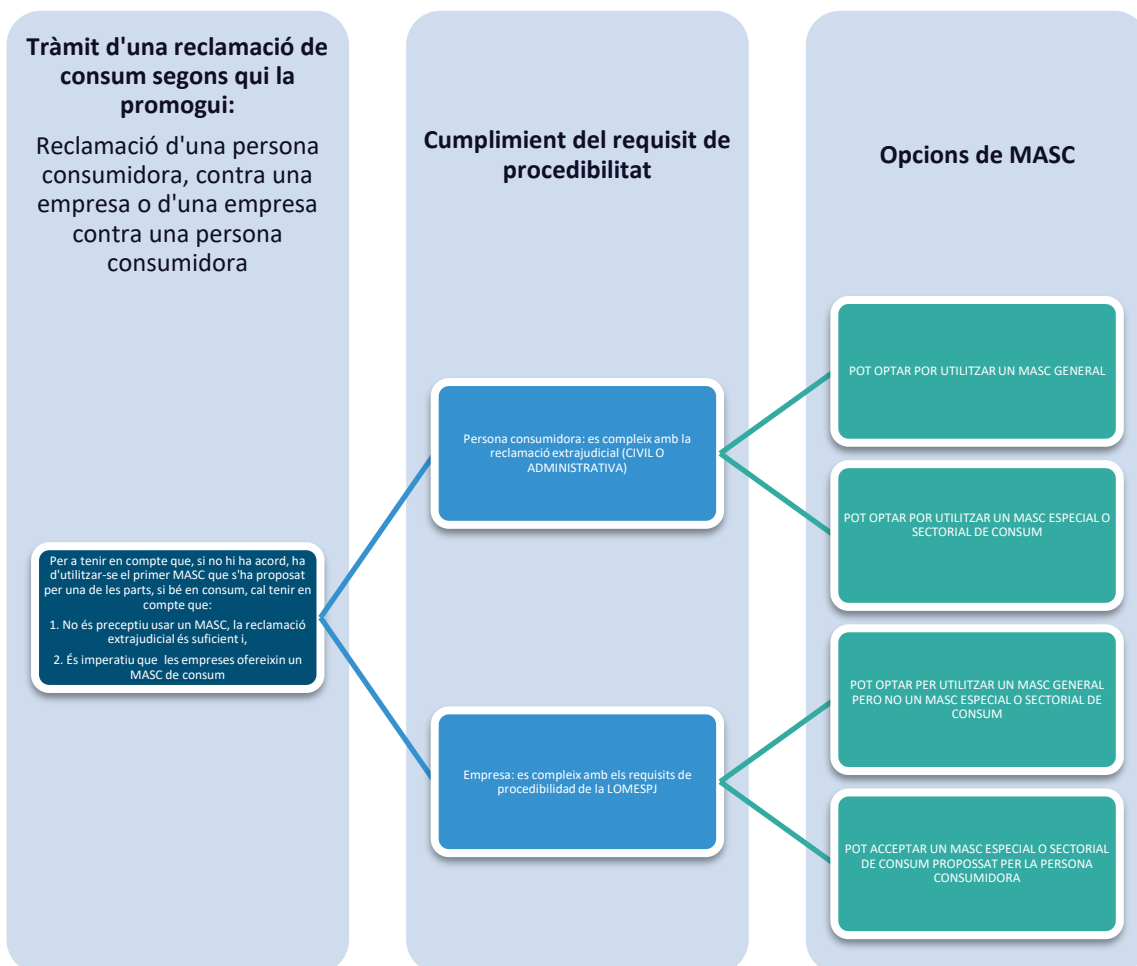 Tràmit d'una reclamació de
consum segons qui la
promogui:
Reclamació d'una persona
consumidora, contra una
empresa o d'una empresa
contra una persona
consumidora
Per a tenir en compte que, si no hi ha acord, ha
d'utilitzar-se el primer MASC que s'ha proposat
per una de les parts, si bé en consum, cal tenir en
compte que:
1. No és preceptiu usar un MASC, la reclamació
extrajudicial és suficient i,
2. És imperatiu que les empreses ofereixin un
MASC de consum
Cumplimient del requisit de
procedibilitat
Persona consumidora: es compleix amb la
reclamació extrajudicial (CIVIL O
ADMINISTRATIVA)
Empresa: es compleix amb els requisits de
procedibilidad de la LOMESPJ
Opcions de MASC
POT OPTAR POR UTILITZAR UN MASC GENERAL
POT OPTAR POR UTILITZAR UN MASC ESPECIAL O
SECTORIAL DE CONSUM
POT OPTAR PER UTILITZAR UN MASC GENERAL
PERO NO UN MASC ESPECIAL O SECTORIAL DE
CONSUM
POT ACCEPTAR UN MASC ESPECIAL O SECTORIAL
DE CONSUM PROPOSSAT PER LA PERSONA
CONSUMIDORA